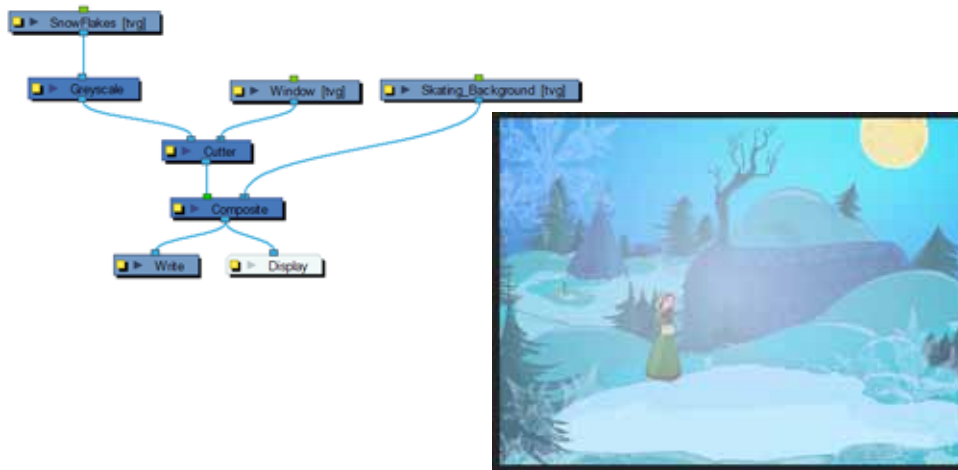 SnowFlakes [tvg]
Greyscale
Window [tvg]
Skating_Background [tvg]
Cutter
Composite
Write
Display